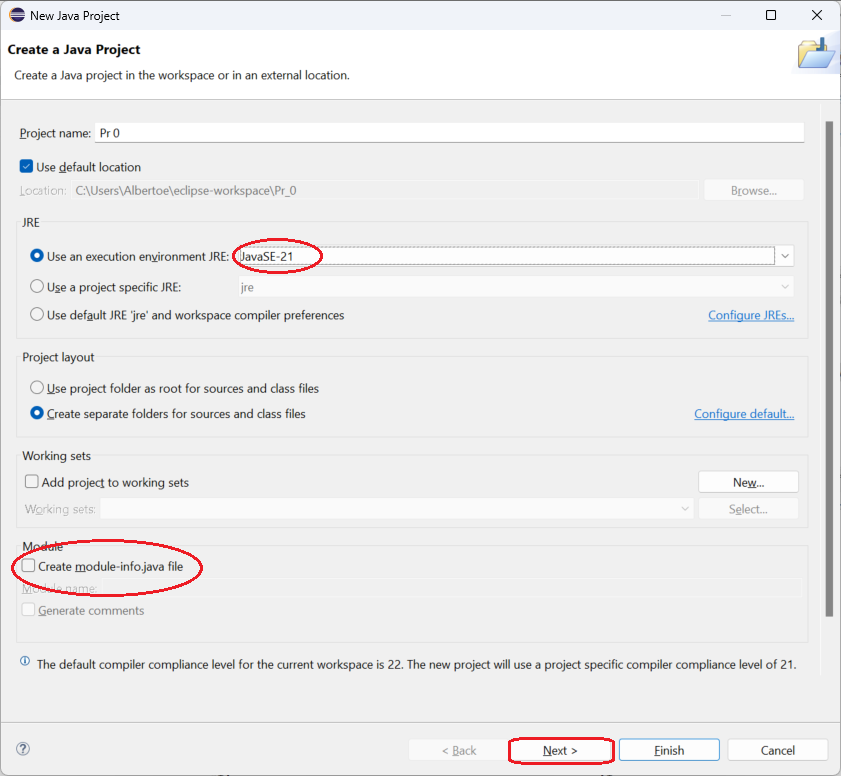 New Java Project
Create a Java Project
Create a Java project in the workspace or in an external location.
Project name: Pr 0
Use default location
Location: C:\Users\Albertoe\eclipse-workspace\Pr_0 Browse...
JRE
Use an execution environment JRE: JavaSE-21
Use a project specific JRE: jre
Use default JRE 'jre' and workspace compiler preferences Configure JREs...
Project layout
Use project folder as root for sources and class files
Create separate folders for sources and class files Configure default...
Working sets
Add project to working sets New...
Working sets: Select...
Module
Create module-info.java file
Module name:
Generate comments
The default compiler compliance level for the current workspace is 22. The new project will use a project specific compiler compliance level of 21.
< Back Next > Finish Cancel